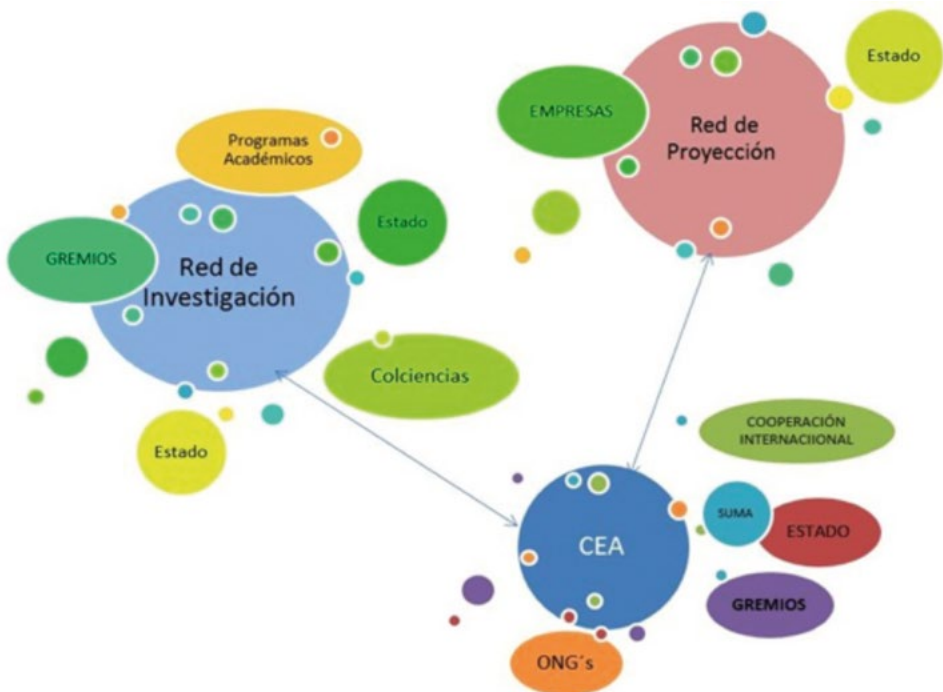 Estado
EMPRESAS
Red de
Proyección
Programas
Académicos
Estado
GREMIOS
Red de
Investigación
Colciencias
Estado
COOPERACIÓN
INTERNACIIONAL
SUMA
ESTADO
CEA
GREMIOS
ONG´s